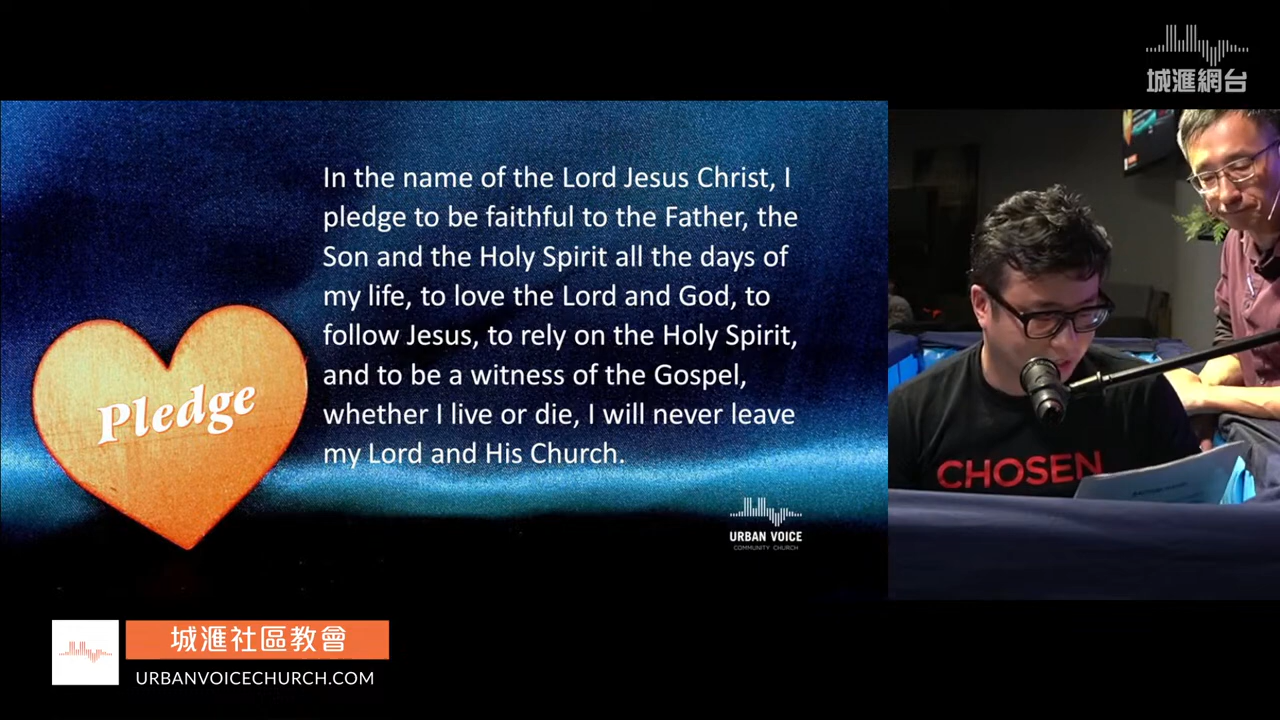 城滙網台
In the name of the Lord Jesus Christ, I
pledge to be faithful to the Father, the
Son and the Holy Spirit all the days of
my life, to love the Lord and God, to
follow Jesus, to rely on the Holy Spirit,
and to be a witness of the Gospel,
whether I live or die, I will never leave
my Lord and His Church.
Pledge
URBAN VOICE
COMMUNITY CHURCH
CHOSEN
城滙社區教會
URBANVOICECHURCH.COM